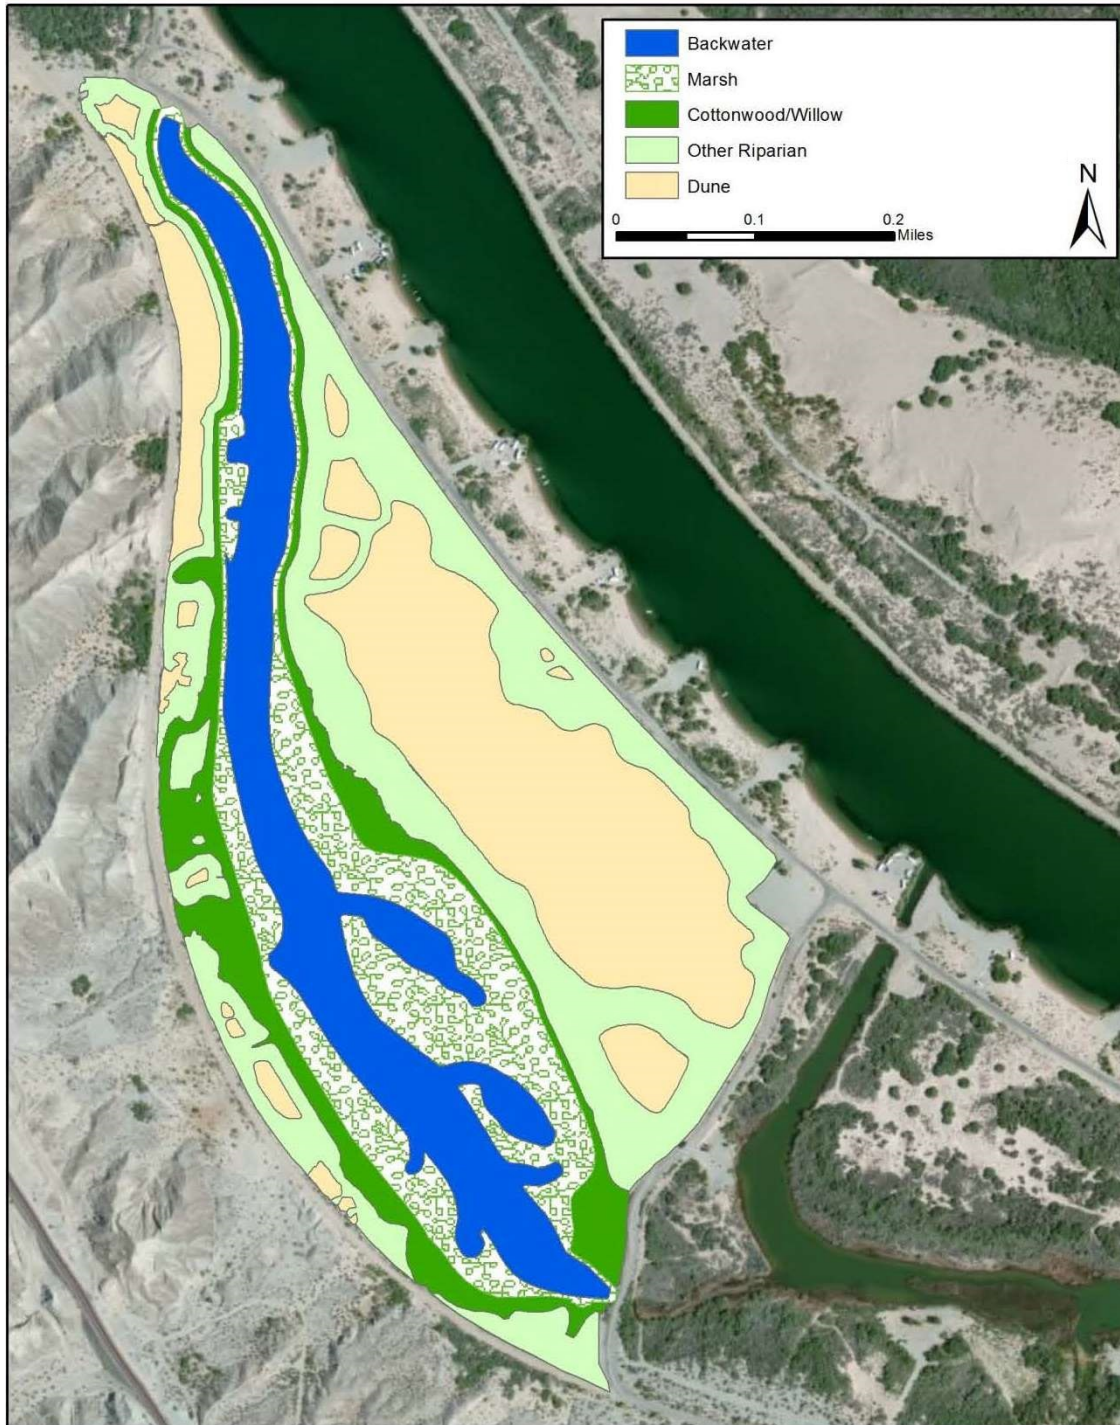 Backwater
Marsh
Cottonwood/Willow
Other Riparian
Dune
N
0 0.1 0.2
Miles